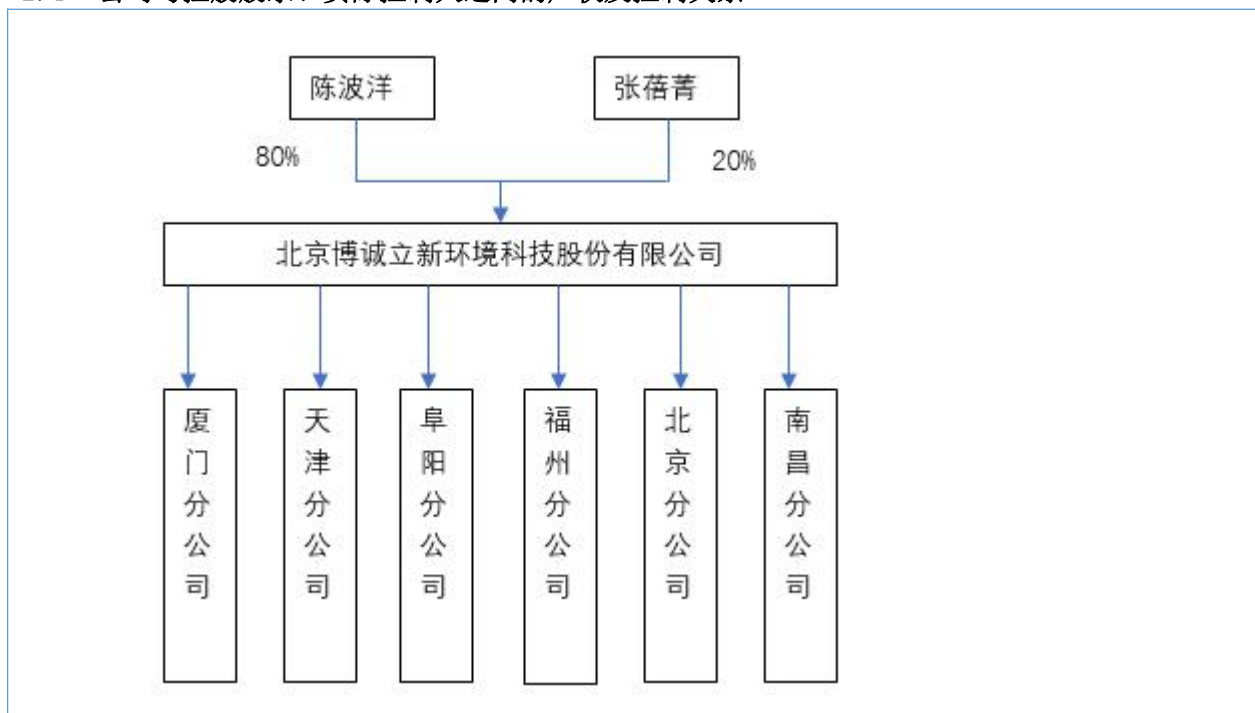 陈波洋
张蓓菁
80%
20%
北京博诚立新环境科技股份有限公司
厦门分公司
天津分公司
阜阳分公司
福州分公司
北京分公司
南昌分公司